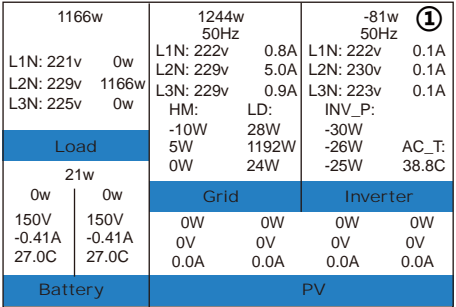 1166w
L1N: 221v 0w
L2N: 229v 1166w
L3N: 225v 0w
Load
1244w
50Hz
L1N: 222v 0.8A
L2N: 229v 5.0A
L3N: 229v 0.9A
HM: LD:
-10W 28W
5W 1192W
0W 24W
Grid
-81w ①
50Hz
L1N: 222v 0.1A
L2N: 230v 0.1A
L3N: 223v 0.1A
INV_P:
-30W
-26W AC_T:
-25W 38.8C
Inverter
21w
0w 0w
150V 150V
-0.41A -0.41A
27.0C 27.0C
Battery
0W 0W 0W 0W
0V 0V 0V 0V
0.0A 0.0A 0.0A 0.0A
PV